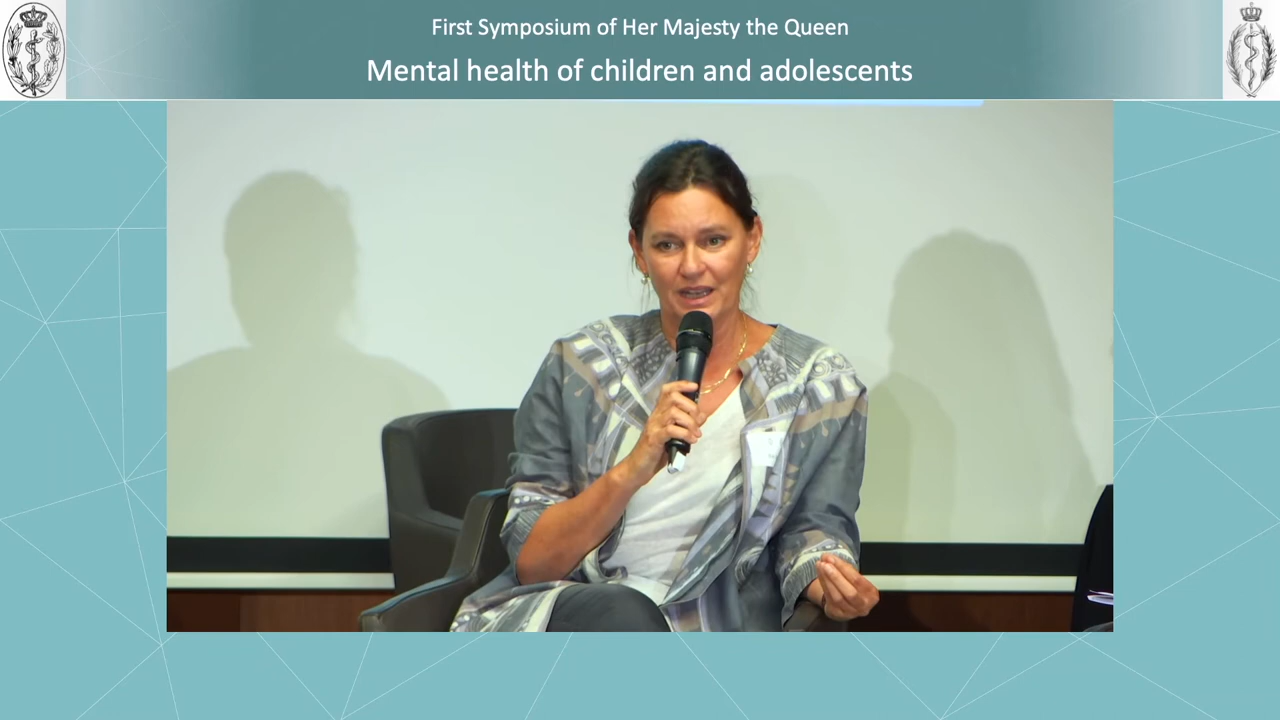 First Symposium of Her Majesty the Queen
Mental health of children and adolescents